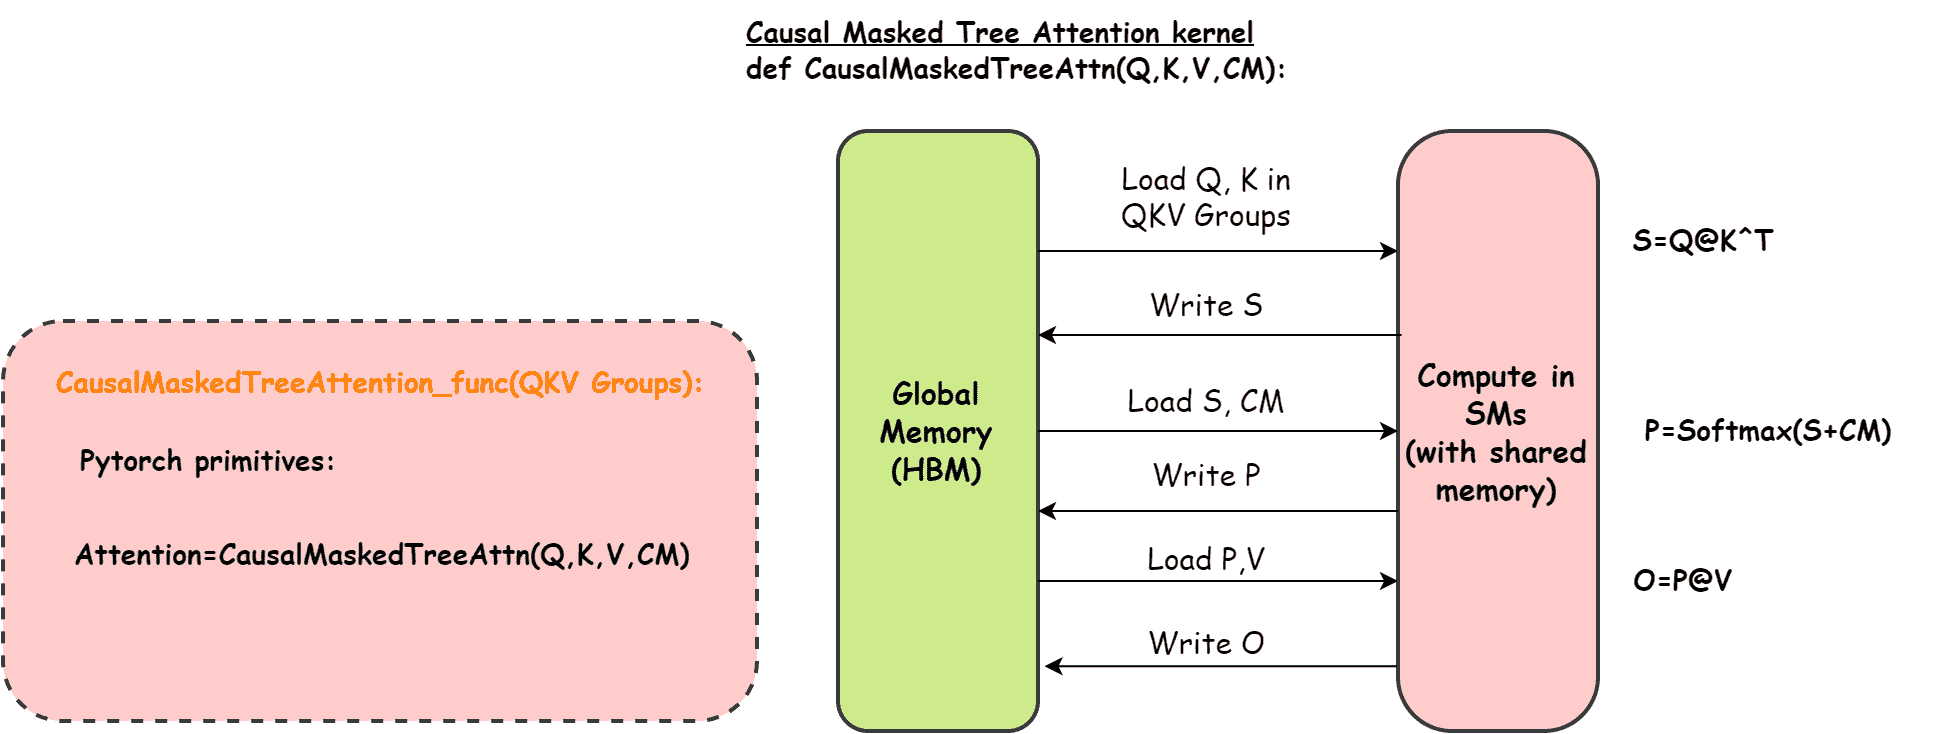 Causal Masked Tree Attention kernel
def CausalMaskedTreeAttn(Q,K,V,CM):
CausalMaskedTreeAttention_func(QKV Groups):
Pytorch primitives:
Attention=CausalMaskedTreeAttn(Q,K,V,CM)
Global
Memory
(HBM)
Load Q, K in
QKV Groups
Write S
Load S, CM
Write P
Load P,V
Write O
Compute in
SMs
(with shared
memory)
S=Q@K^T
P=Softmax(S+CM)
O=P@V